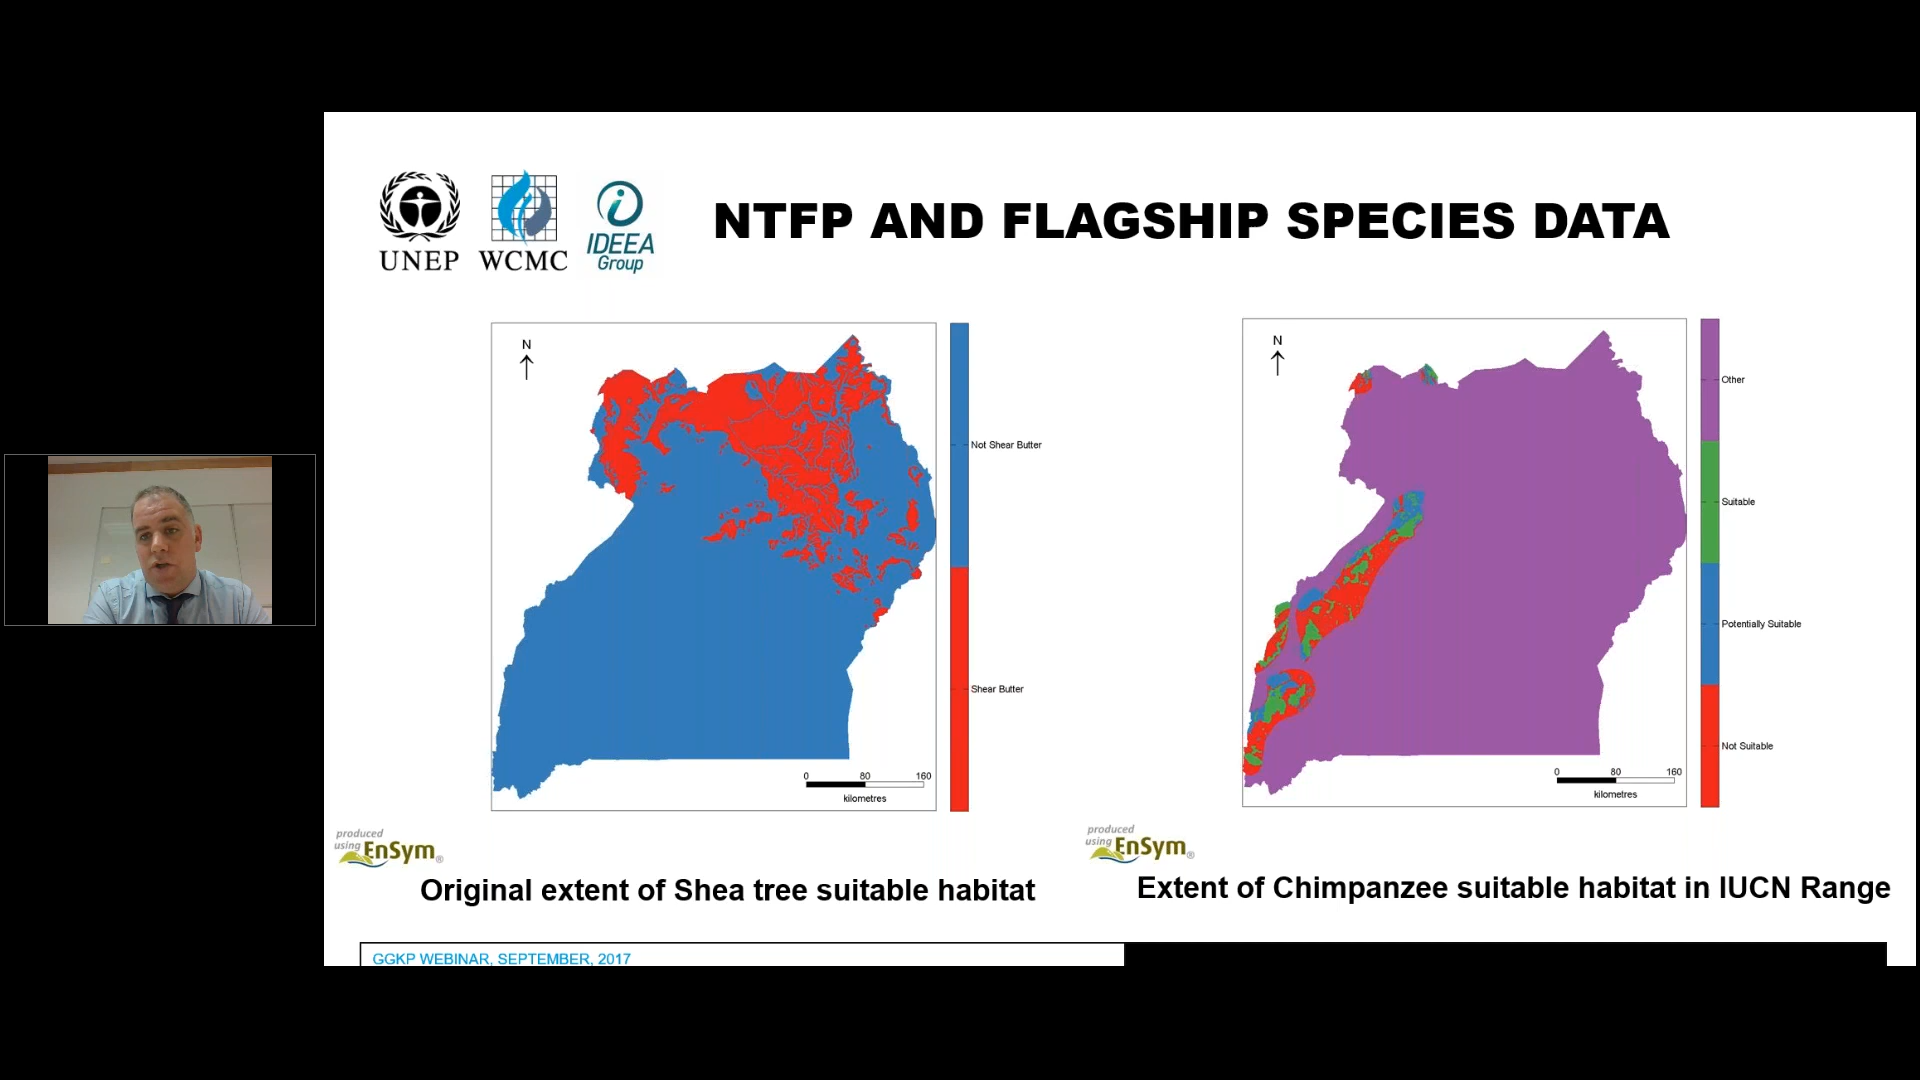 UNEP WCMC
IDEEA
Group
NTFP AND FLAGSHIP SPECIES DATA
N
Not Shear Butter
Shear Butter
0 80 160
kilometres
produced
using EnSym®
Original extent of Shea tree suitable habitat
N
Other
Suitable
Potentially Suitable
Not Suitable
0 80 160
kilometres
produced
using EnSym®
Extent of Chimpanzee suitable habitat in IUCN Range
GGKP WEBINAR, SEPTEMBER, 2017